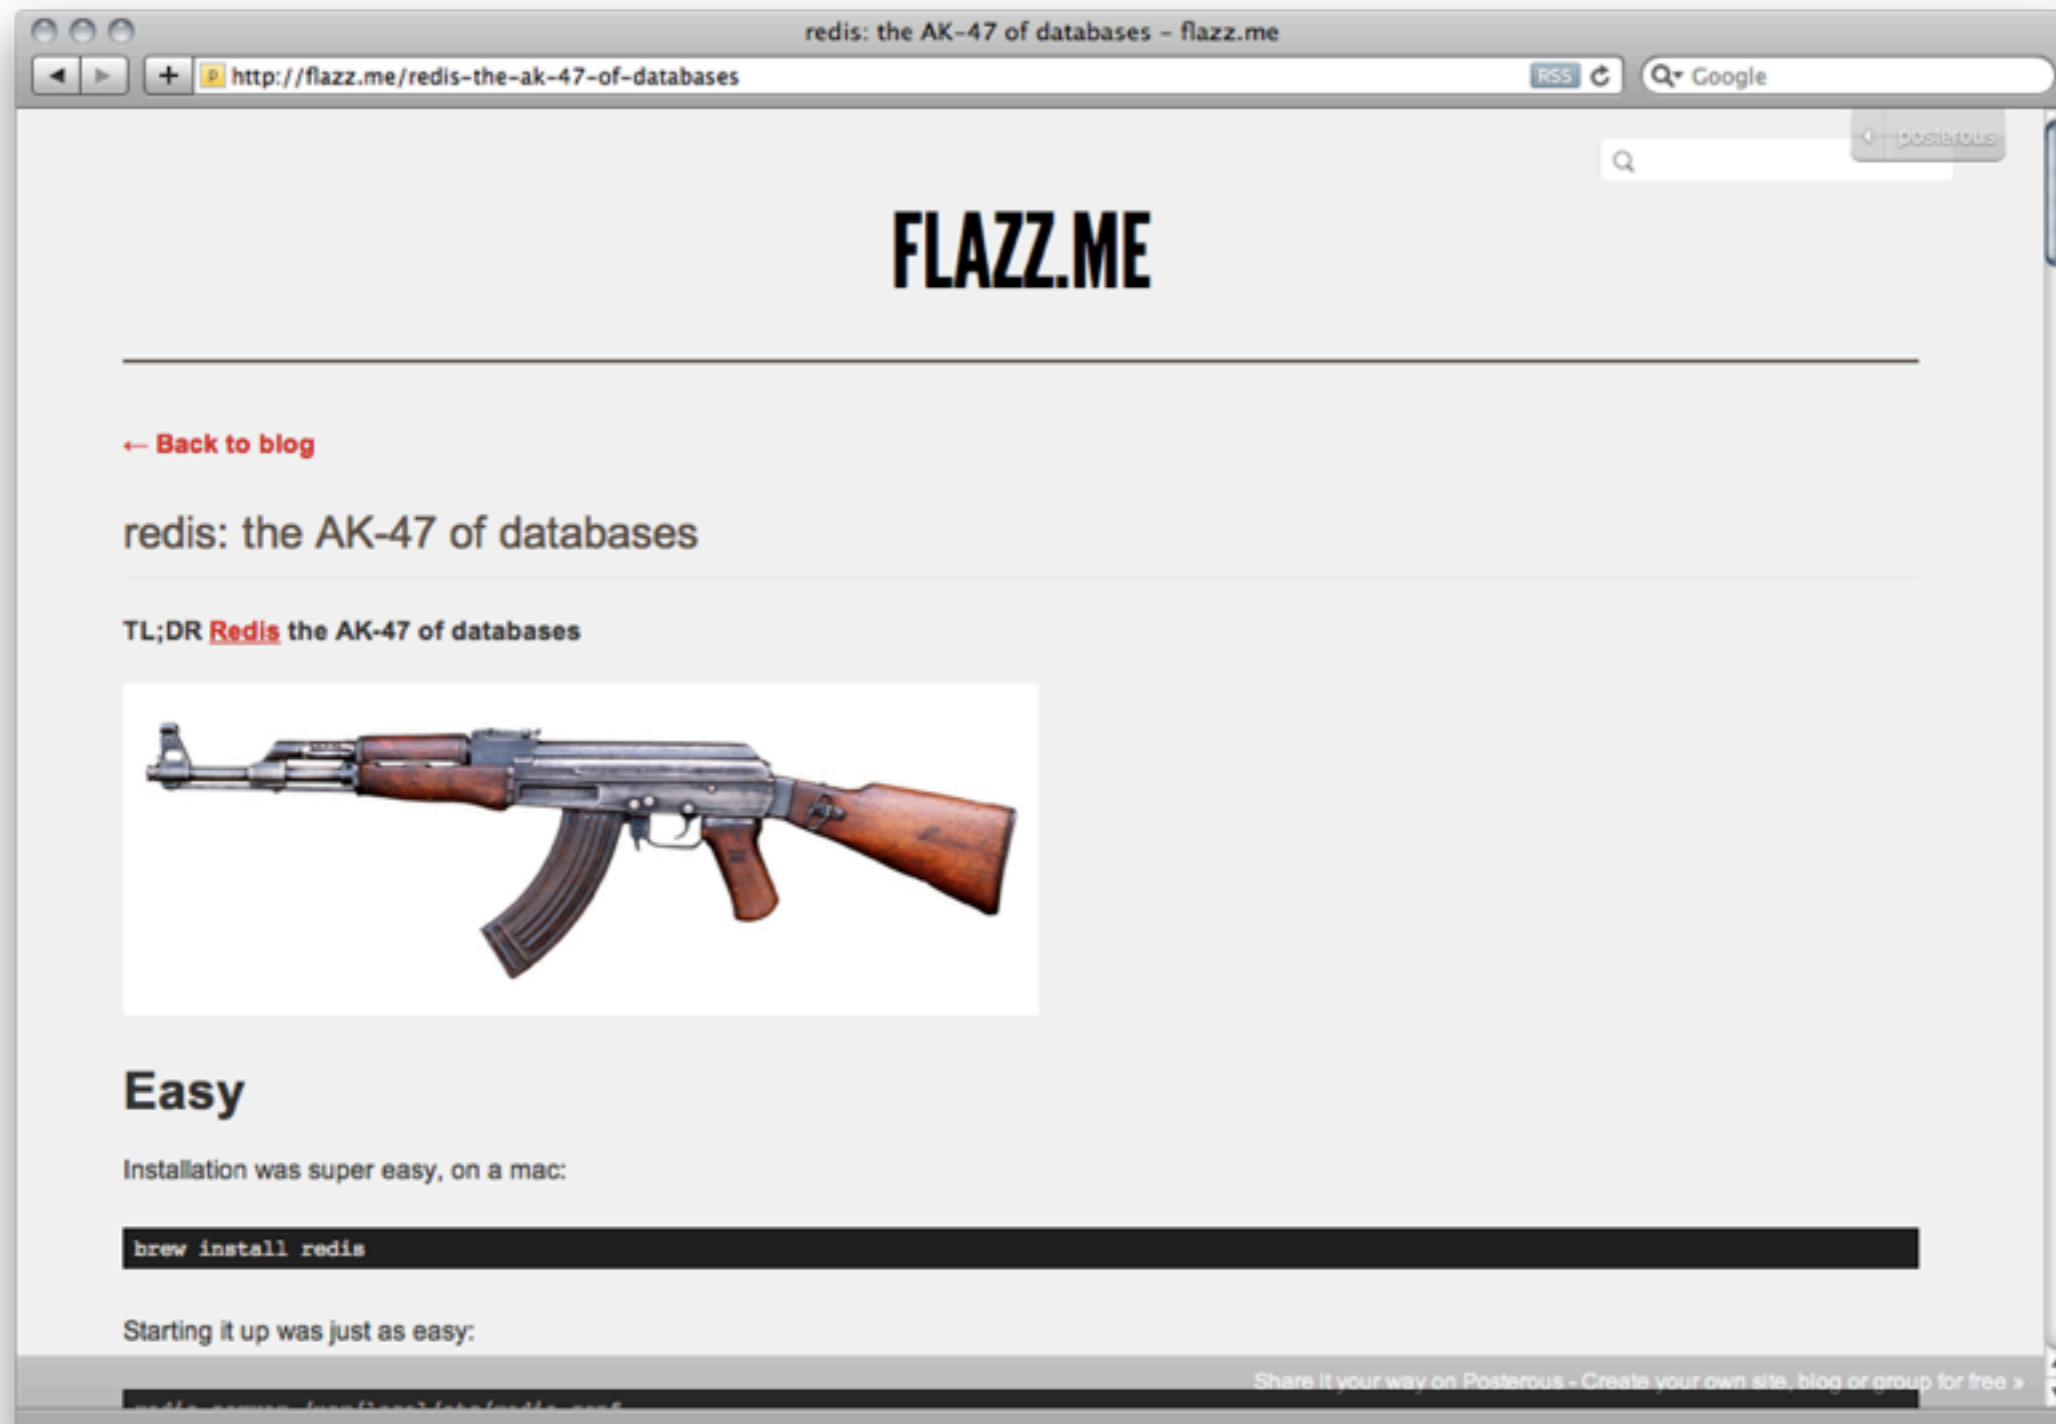 redis: the AK-47 of databases – flazz.me
http://flazz.me/redis-the-ak-47-of-databases
RSS
Google
posterous
FLAZZ.ME
← Back to blog
redis: the AK-47 of databases
TL;DR Redis the AK-47 of databases
Easy
Installation was super easy, on a mac:
brew install redis
Starting it up was just as easy:
Share it your way on Posterous - Create your own site, blog or group for free »